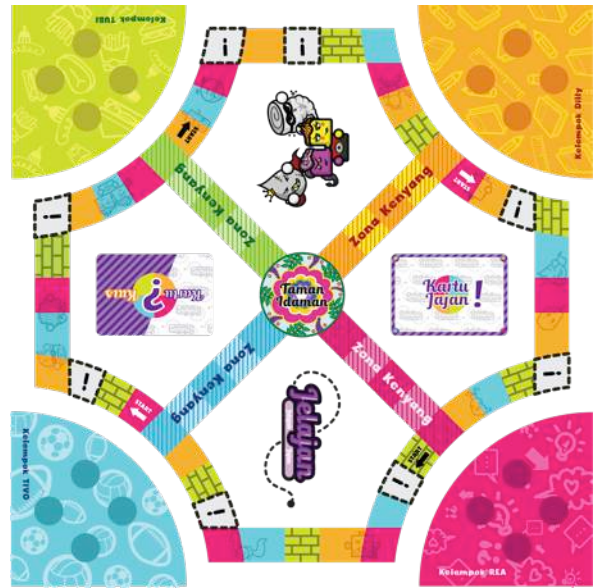 Kelompok TUBI
Kelompok Dilly
START
START
Zona Kenyang
Zona Kenyang
Kartu
Kuis
?
Taman
Idaman
Kartu
Jajan !
Zona Kenyang
Zona Kenyang
START
START
Jelajan
Kelompok TIVO
Kelompok REA
i
i
i
i
i
i
i
i